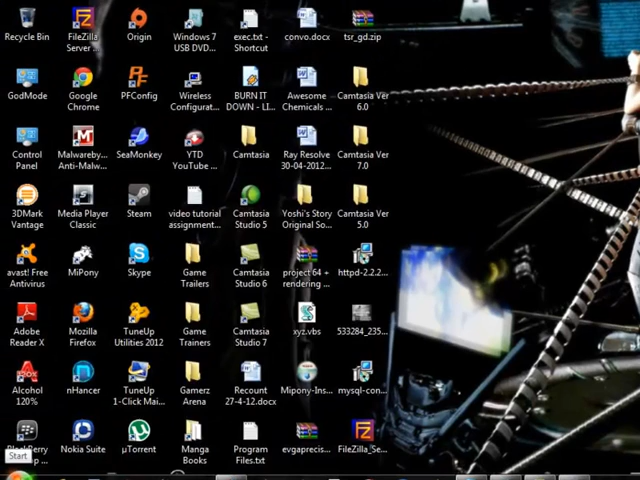 Recycle Bin
FileZilla
Server ...
Origin
Windows 7
USB DVD...
exec.txt -
Shortcut
convo.docx
tsr_gd.zip
GodMode
Google
Chrome
PFConfig
Wireless
Configurat...
BURN IT
DOWN - LI...
Awesome
Chemicals ...
Camtasia Ver
6.0
Control
Panel
Malwareby...
Anti-Malw...
SeaMonkey
YTD
YouTube ...
Camtasia
Ray Resolve
30-04-2012...
Camtasia Ver
7.0
3DMark
Vantage
Media Player
Classic
Steam
video tutorial
assignment...
Camtasia
Studio 5
Yoshi's Story
Original So...
Camtasia Ver
5.0
avast! Free
Antivirus
MiPony
Skype
Game
Trailers
Camtasia
Studio 6
project 64 +
rendering ...
httpd-2.2.2...
Adobe
Reader X
Mozilla
Firefox
TuneUp
Utilities 2012
Game
Trainers
Camtasia
Studio 7
xyz.vbs
533284_235...
Alcohol
120%
nHancer
TuneUp
1-Click Mai...
Gamerz
Arena
Recount
27-4-12.docx
Mipony-Ins...
mysql-con...
BlackBerry
Nokia Suite
µTorrent
Manga
Books
Program
Files.txt
evgaprecis...
FileZilla_Se...
Start